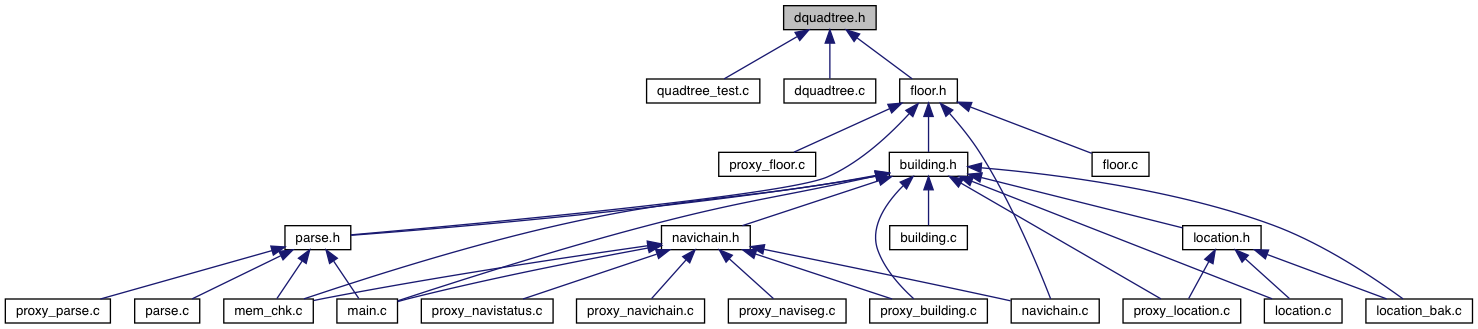 dquadtree.h
quadtree_test.c
dquadtree.c
floor.h
proxy_floor.c
building.h
floor.c
parse.h
navichain.h
building.c
location.h
proxy_parse.c
parse.c
mem_chk.c
main.c
proxy_navistatus.c
proxy_navichain.c
proxy_naviseg.c
proxy_building.c
navichain.c
proxy_location.c
location.c
location_bak.c